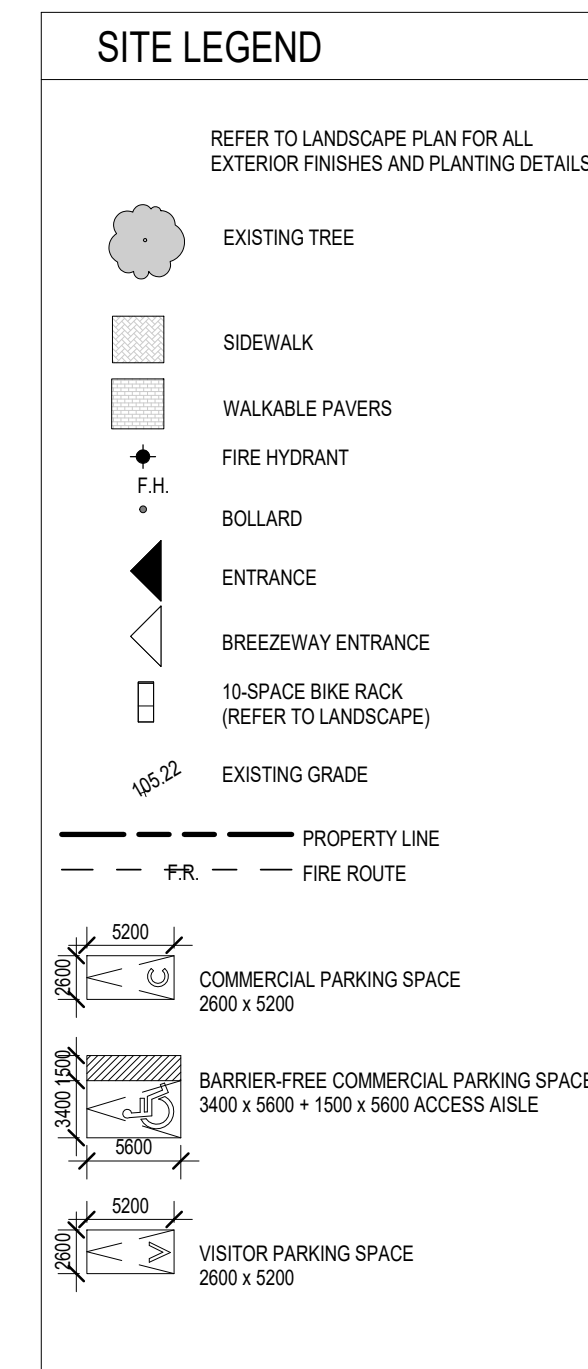 SITE LEGEND
REFER TO LANDSCAPE PLAN FOR ALL
EXTERIOR FINISHES AND PLANTING DETAILS
EXISTING TREE
SIDEWALK
WALKABLE PAVERS
FIRE HYDRANT
F.H.
BOLLARD
ENTRANCE
BREEZEWAY ENTRANCE
10-SPACE BIKE RACK
(REFER TO LANDSCAPE)
105.22
EXISTING GRADE
PROPERTY LINE
F.R.
FIRE ROUTE
5200
2600
C
COMMERCIAL PARKING SPACE
2600 x 5200
1500
3400
5600
BARRIER-FREE COMMERCIAL PARKING SPACE
3400 x 5600 + 1500 x 5600 ACCESS AISLE
5200
2600
V
VISITOR PARKING SPACE
2600 x 5200